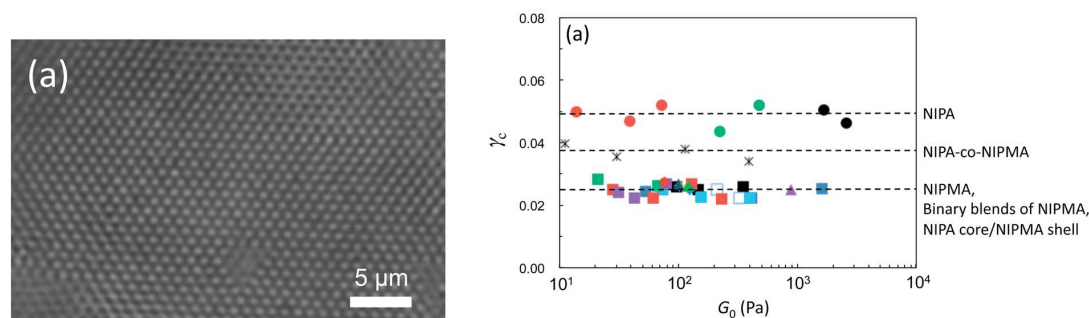 (a)
5 μm
(a)
0.08
0.06
0.04
0.02
0.00
γc
10¹ 10² 10³ 10⁴
G₀ (Pa)
NIPA
NIPA-co-NIPMA
NIPMA,
Binary blends of NIPMA,
NIPA core/NIPMA shell